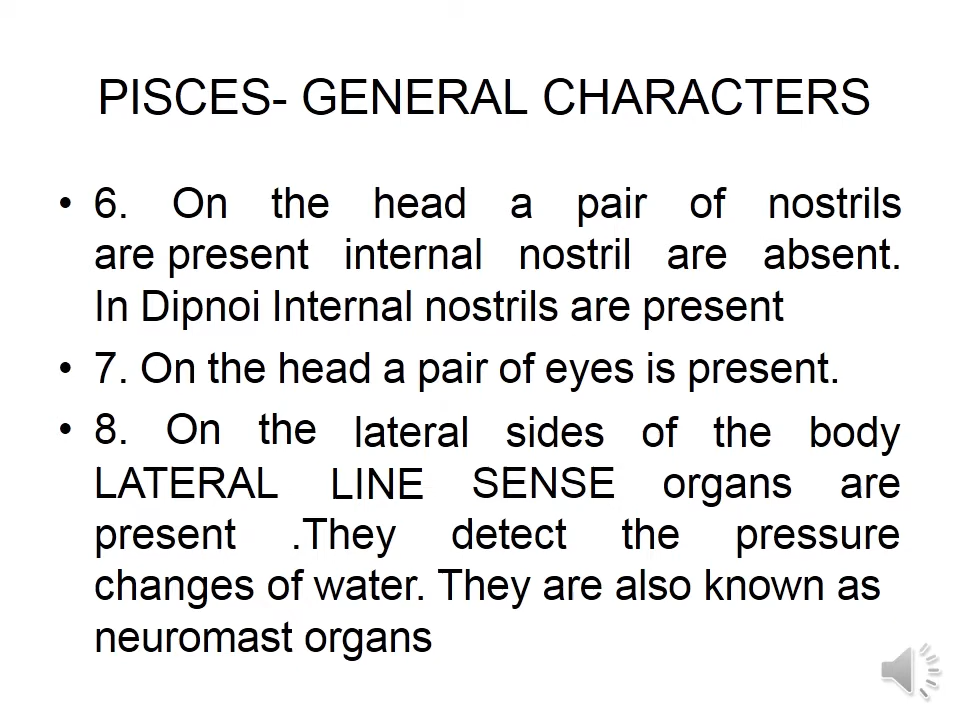 PISCES- GENERAL CHARACTERS
• 6. On the head a pair of nostrils
are present internal nostril are absent.
In Dipnoi Internal nostrils are present
• 7. On the head a pair of eyes is present.
• 8. On the lateral sides of the body
LATERAL LINE SENSE organs are
present .They detect the pressure
changes of water. They are also known as
neuromast organs